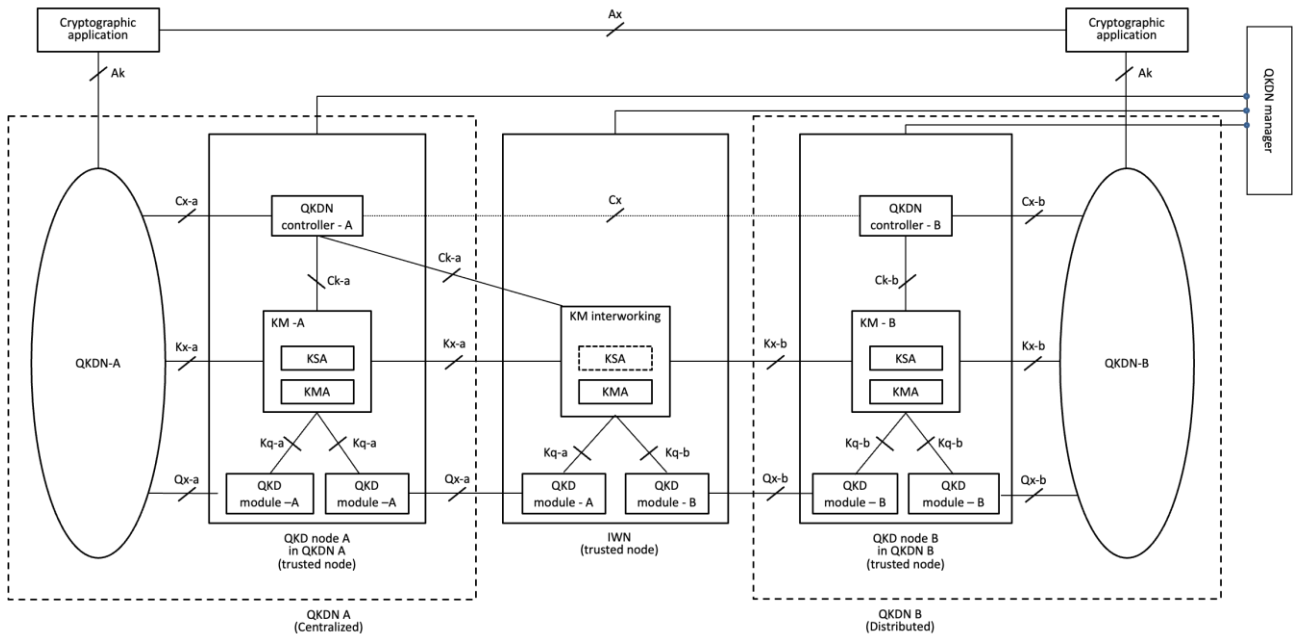 Cryptographic
application
Ax
Cryptographic
application
Ak
Ak
QKDN manager
Cx-a
QKDN
controller - A
Cx
QKDN
controller - B
Cx-b
Ck-a
Ck-a
Ck-b
KM -A
KM interworking
KM - B
QKDN-A
Kx-a
KSA
Kx-a
KSA
Kx-b
KSA
Kx-b
QKDN-B
KMA
KMA
KMA
Kq-a
Kq-a
Kq-a
Kq-b
Kq-b
Kq-b
Qx-a
QKD
module –A
QKD
module –A
Qx-a
QKD
module - A
QKD
module - B
Qx-b
QKD
module – B
QKD
module – B
Qx-b
QKD node A
in QKDN A
(trusted node)
IWN
(trusted node)
QKD node B
in QKDN B
(trusted node)
QKDN A
(Centralized)
QKDN B
(Distributed)